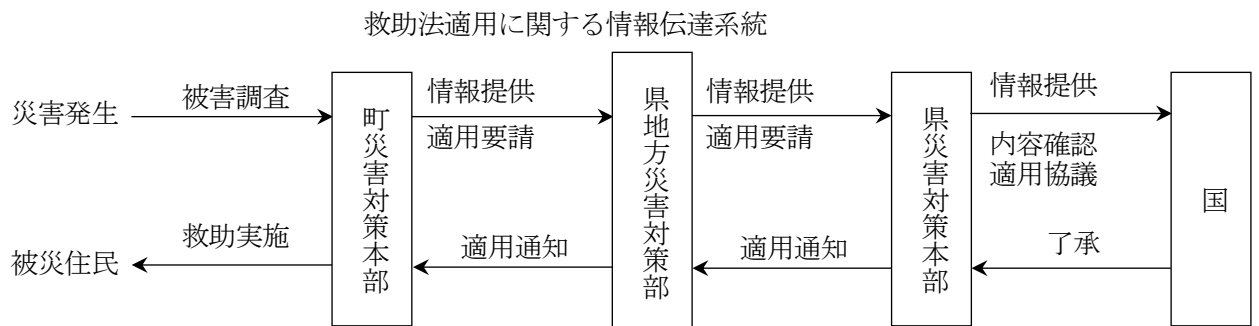 救助法適用に関する情報伝達系統
災害発生
被害調査
町災害対策本部
情報提供
適用要請
県地方災害対策部
情報提供
適用要請
県災害対策本部
情報提供
内容確認
適用協議
国
被災住民
救助実施
適用通知
適用通知
了承